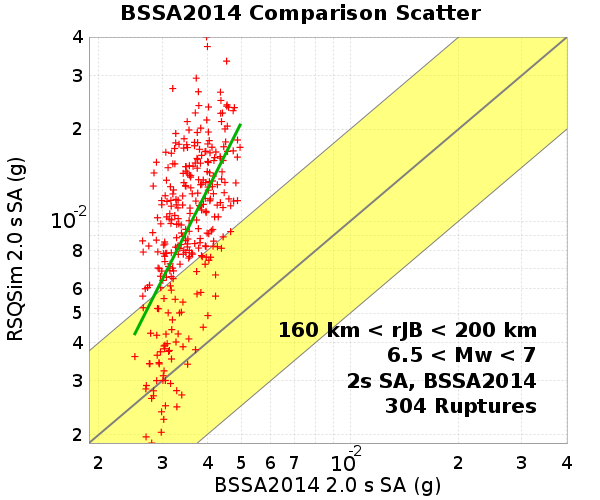 BSSA2014 Comparison Scatter
RSQSim 2.0 s SA (g)
4
3
2
10-2
8
6
5
4
3
2
160 km < rJB < 200 km
6.5 < Mw < 7
2s SA, BSSA2014
304 Ruptures
2 3 4 5 6 7 10-2 2 3 4
BSSA2014 2.0 s SA (g)